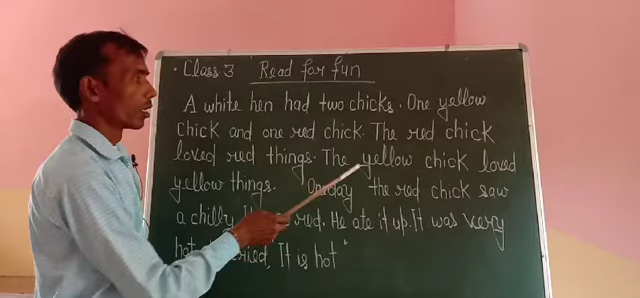 Class 3 Read for fun
A white hen had two chicks. One yellow
chick and one red chick. The red chick
loved red things. The yellow chick loved
yellow things. Oneday the red chick saw
a chilly red. He ate it up. It was very
hot cried, It is hot